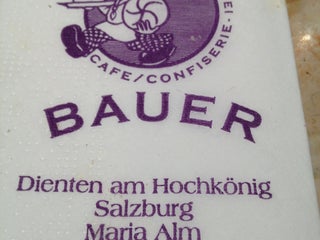 CAFE/CONFISERIE-
BAUER
Dienten am Hochkönig
Salzburg
Maria Alm